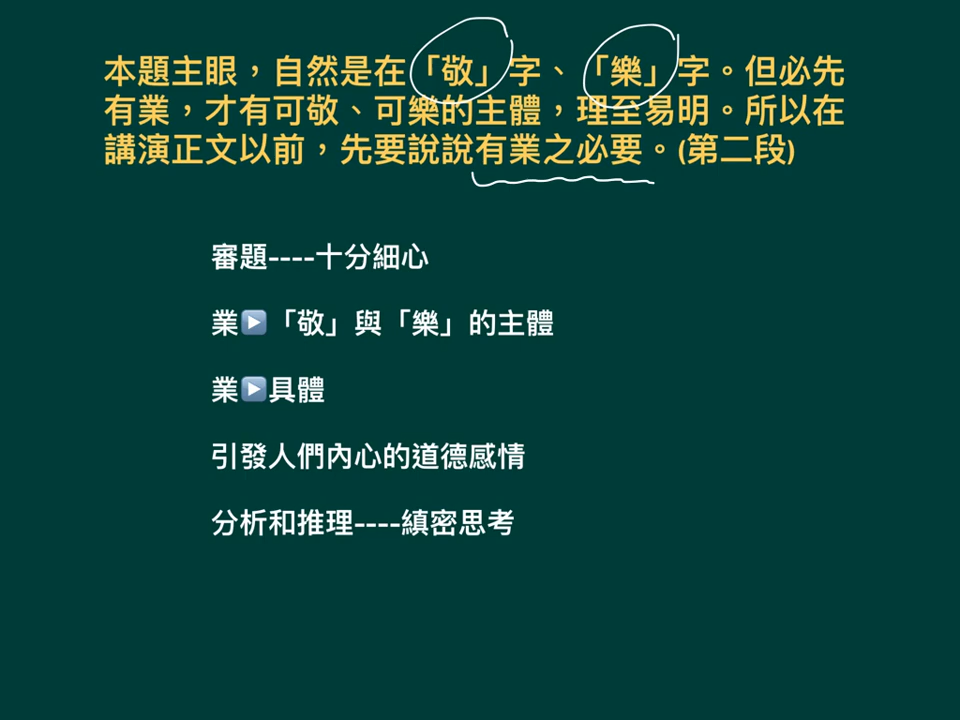 本題主眼，自然是在「敬」字、「樂」字。但必先
有業，才有可敬、可樂的主體，理至易明。所以在
講演正文以前，先要說說有業之必要。(第二段)
審題----十分細心
業▶「敬」與「樂」的主體
業▶具體
引發人們內心的道德感情
分析和推理----縝密思考